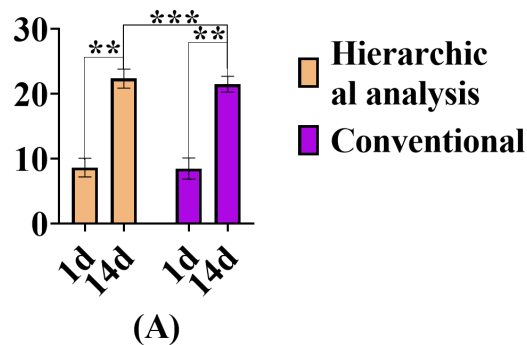 30
20
10
0
**
***
**
1d
14d
1d
14d
Hierarchic
al analysis
Conventional
(A)